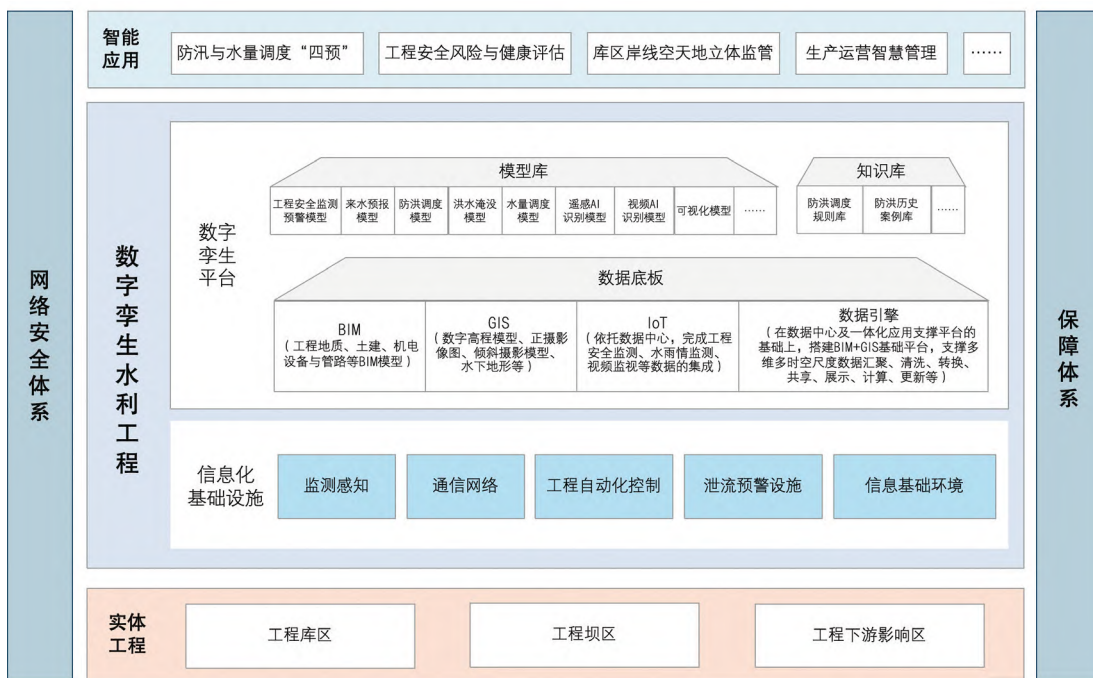 网络安全体系
智能
应用
防汛与水量调度“四预”
工程安全风险与健康评估
库区岸线空天地立体监管
生产运营智慧管理
……
数字孪生水利工程
数字
孪生
平台
模型库
工程安全监测
预警模型
来水预报
模型
防洪调度
模型
洪水淹没
模型
水量调度
模型
遥感AI
识别模型
视频AI
识别模型
可视化模型
……
知识库
防洪调度
规则库
防洪历史
案例库
……
数据底板
BIM
(工程地质、土建、机电
设备与管路等BIM模型)
GIS
(数字高程模型、正摄影
像图、倾斜摄影模型、
水下地形等)
IoT
(依托数据中心，完成工程
安全监测、水雨情监测、
视频监视等数据的集成)
数据引擎
(在数据中心及一体化应用支撑平台的
基础上，搭建BIM+GIS基础平台，支撑多
维多时空尺度数据汇聚、清洗、转换、
共享、展示、计算、更新等)
信息化
基础设施
监测感知
通信网络
工程自动化控制
泄流预警设施
信息基础环境
实体
工程
工程库区
工程坝区
工程下游影响区
保障体系